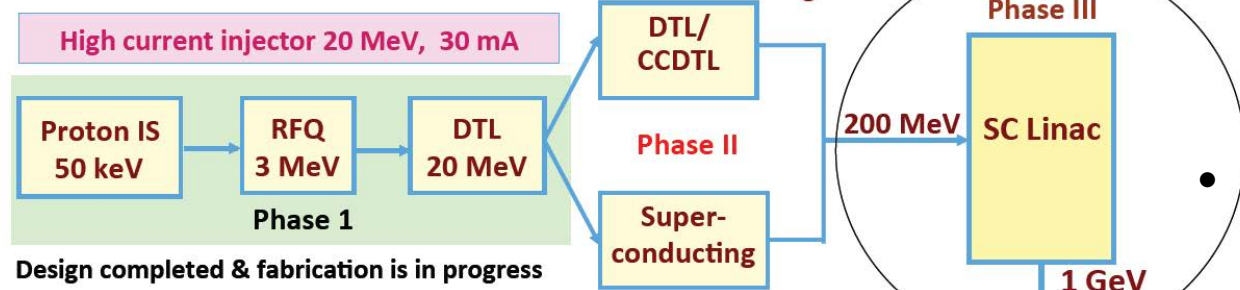 High current injector 20 MeV, 30 mA
Proton IS
50 keV
RFQ
3 MeV
DTL
20 MeV
Phase 1
Design completed & fabrication is in progress
DTL/
CCDTL
Phase II
Super-
conducting
200 MeV
Phase III
SC Linac
1 GeV